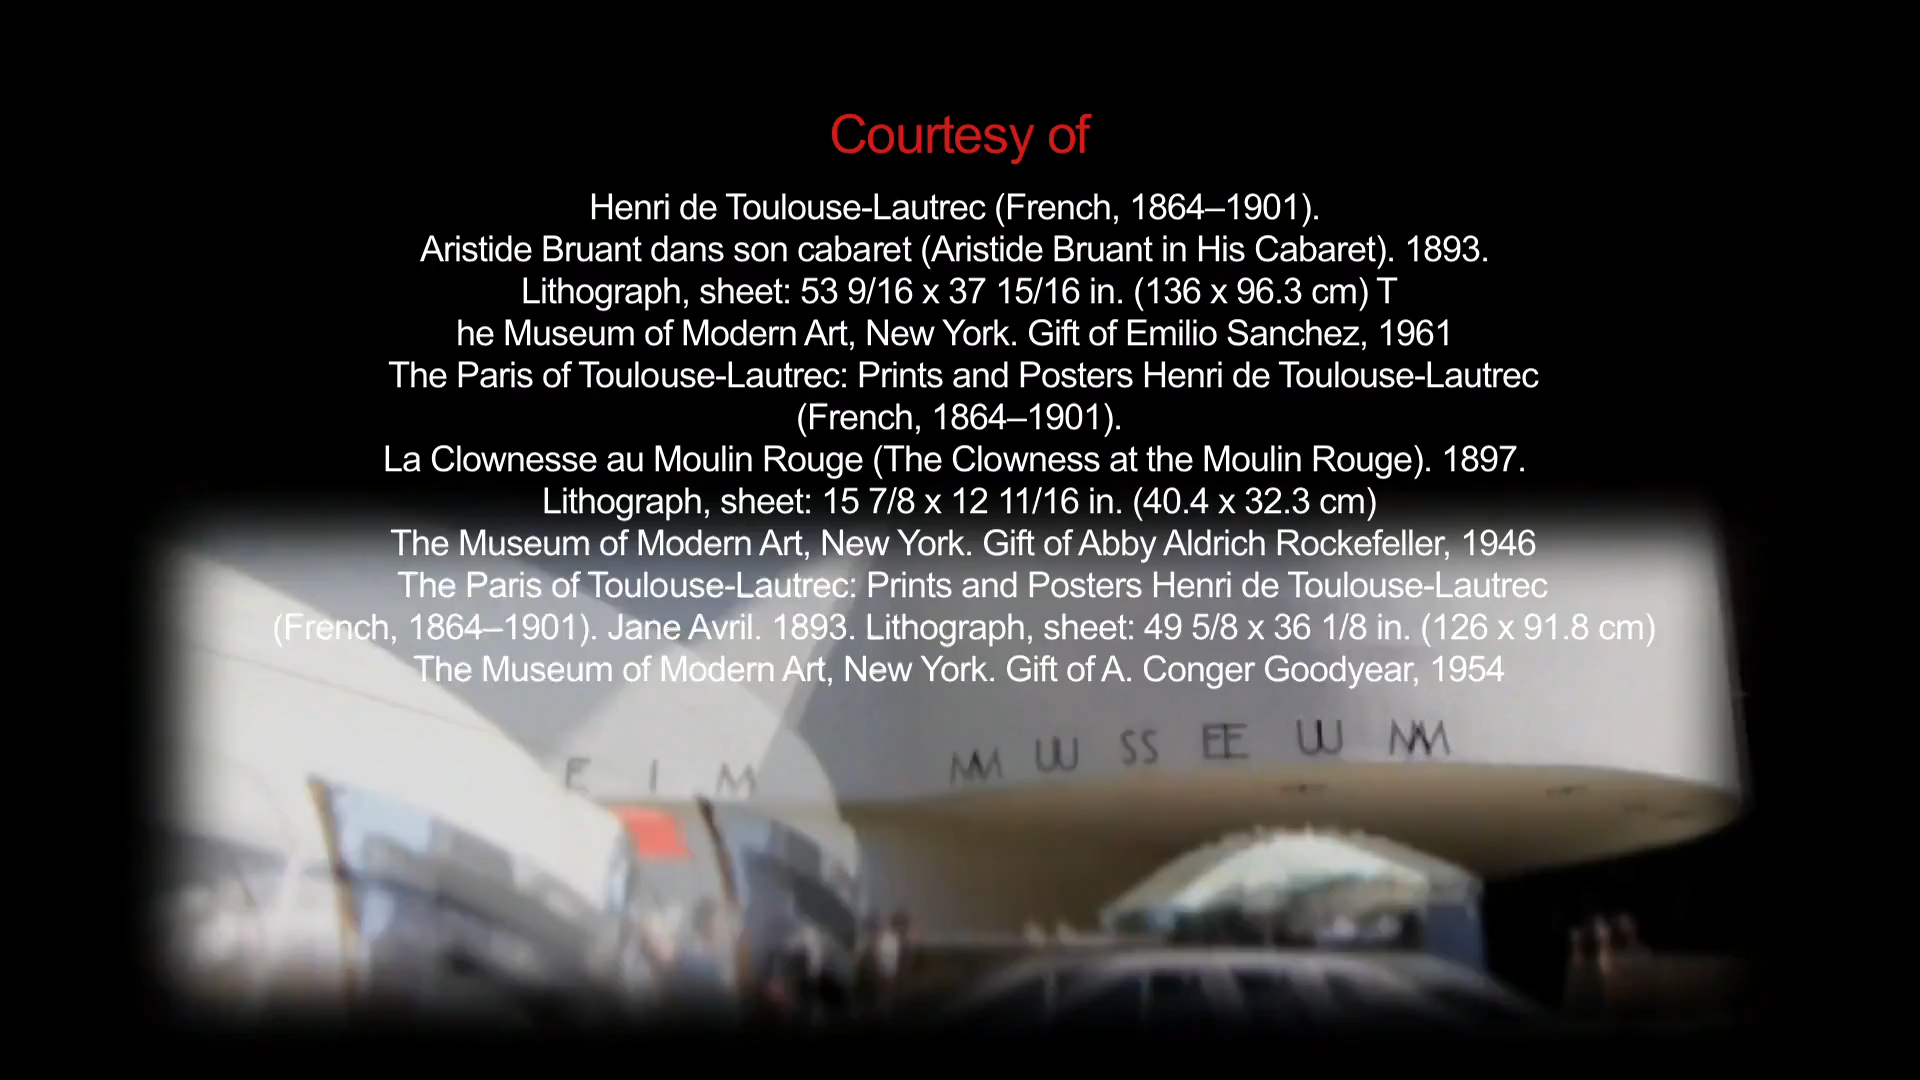 Courtesy of
Henri de Toulouse-Lautrec (French, 1864–1901).
Aristide Bruant dans son cabaret (Aristide Bruant in His Cabaret). 1893.
Lithograph, sheet: 53 9/16 x 37 15/16 in. (136 x 96.3 cm) T
he Museum of Modern Art, New York. Gift of Emilio Sanchez, 1961
The Paris of Toulouse-Lautrec: Prints and Posters Henri de Toulouse-Lautrec
(French, 1864–1901).
La Clownesse au Moulin Rouge (The Clowness at the Moulin Rouge). 1897.
Lithograph, sheet: 15 7/8 x 12 11/16 in. (40.4 x 32.3 cm)
The Museum of Modern Art, New York. Gift of Abby Aldrich Rockefeller, 1946
The Paris of Toulouse-Lautrec: Prints and Posters Henri de Toulouse-Lautrec
(French, 1864–1901). Jane Avril. 1893. Lithograph, sheet: 49 5/8 x 36 1/8 in. (126 x 91.8 cm)
The Museum of Modern Art, New York. Gift of A. Conger Goodyear, 1954
E I M MUSEUM